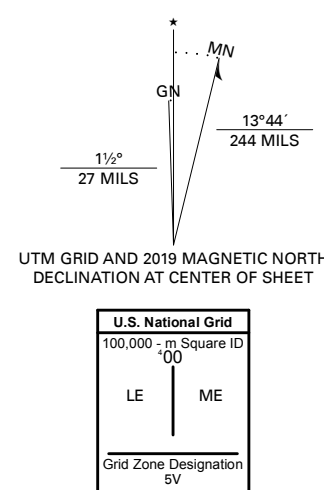 ★
MN
GN
13°44´
244 MILS
1½°
27 MILS
UTM GRID AND 2019 MAGNETIC NORTH
DECLINATION AT CENTER OF SHEET
U.S. National Grid
100,000 - m Square ID
⁴00
LE ME
Grid Zone Designation
5V